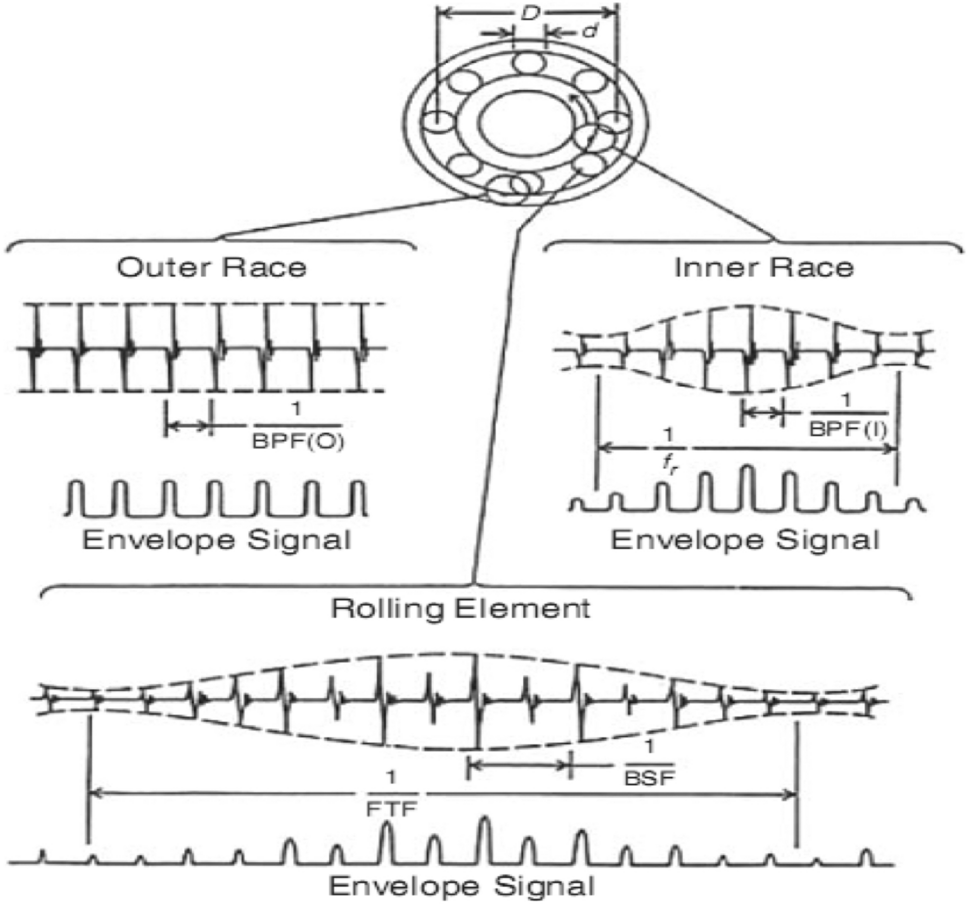 D
d
Outer Race
Inner Race
1
BPF(O)
1
BPF(I)
1
fr
Envelope Signal
Envelope Signal
Rolling Element
1
BSF
1
FTF
Envelope Signal